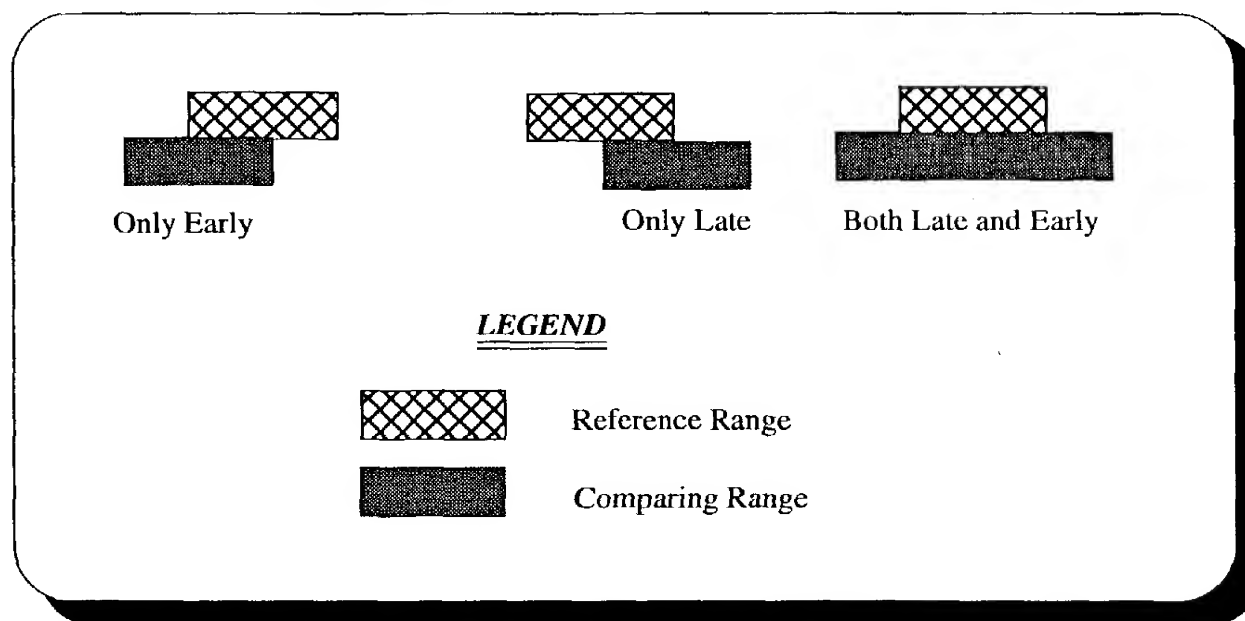 Only Early
Only Late
Both Late and Early
LEGEND
Reference Range
Comparing Range